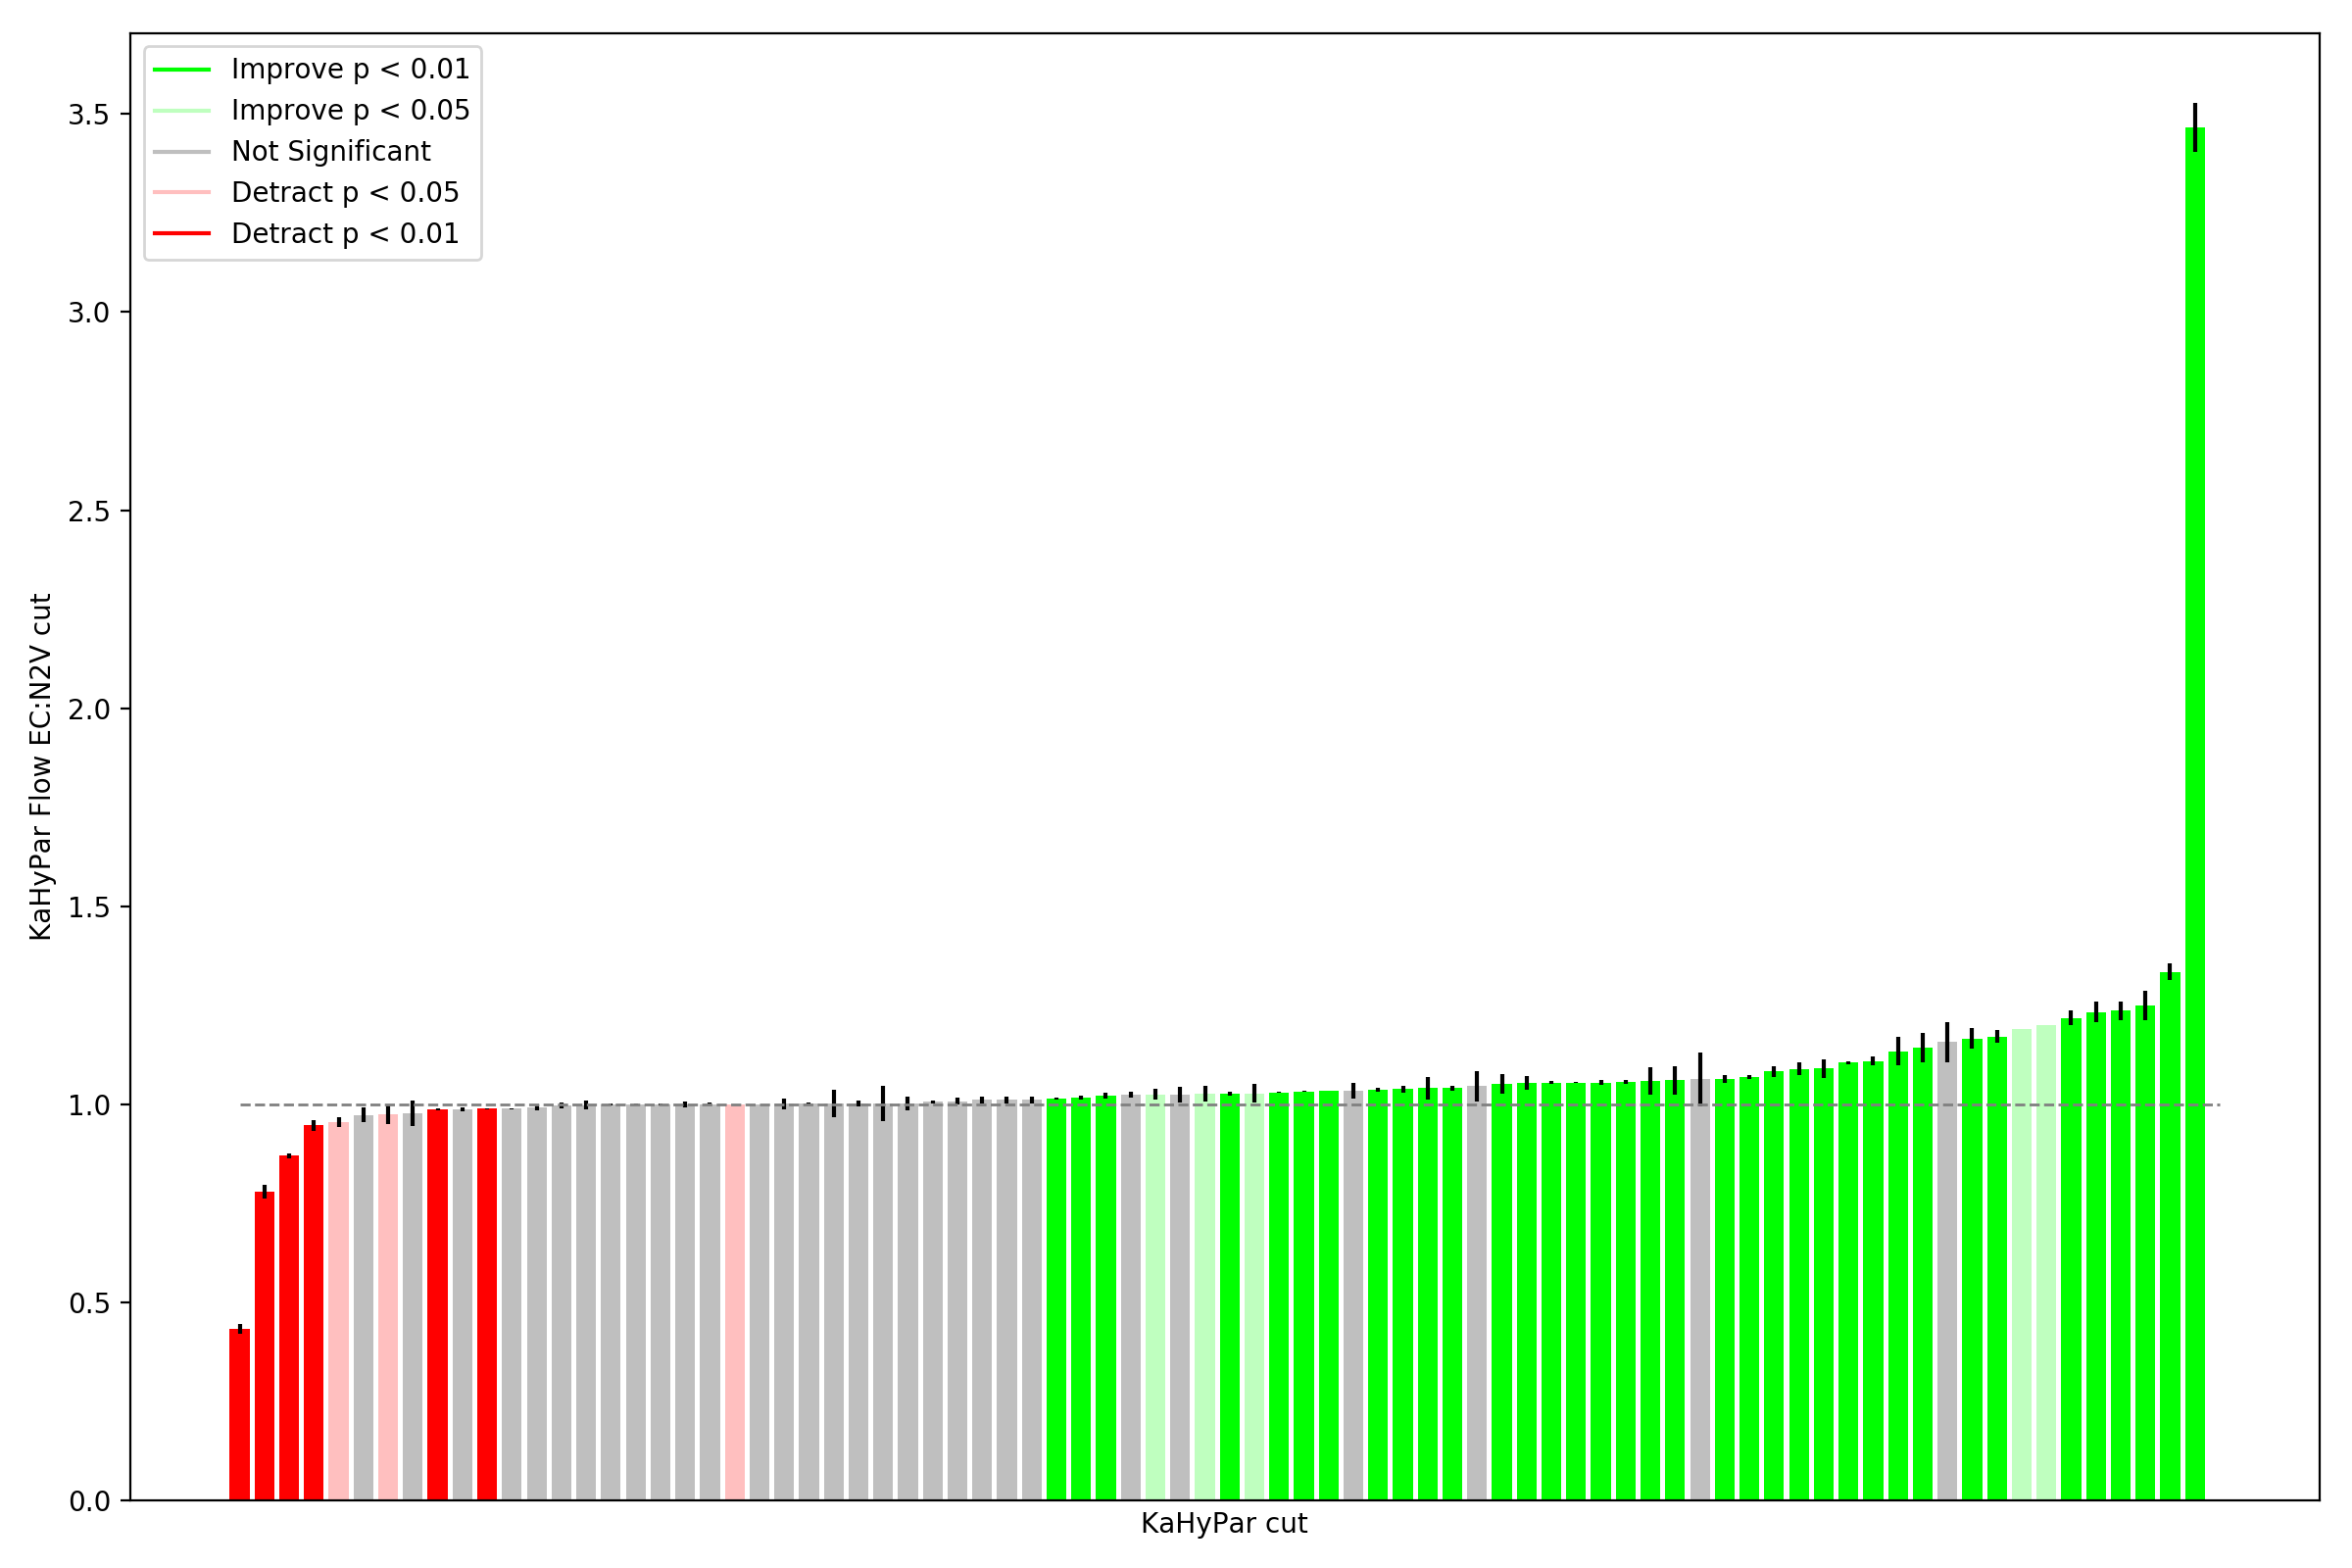 Improve p < 0.01
Improve p < 0.05
Not Significant
Detract p < 0.05
Detract p < 0.01
3.5
3.0
2.5
2.0
1.5
1.0
0.5
0.0
KaHyPar Flow EC:N2V cut
KaHyPar cut